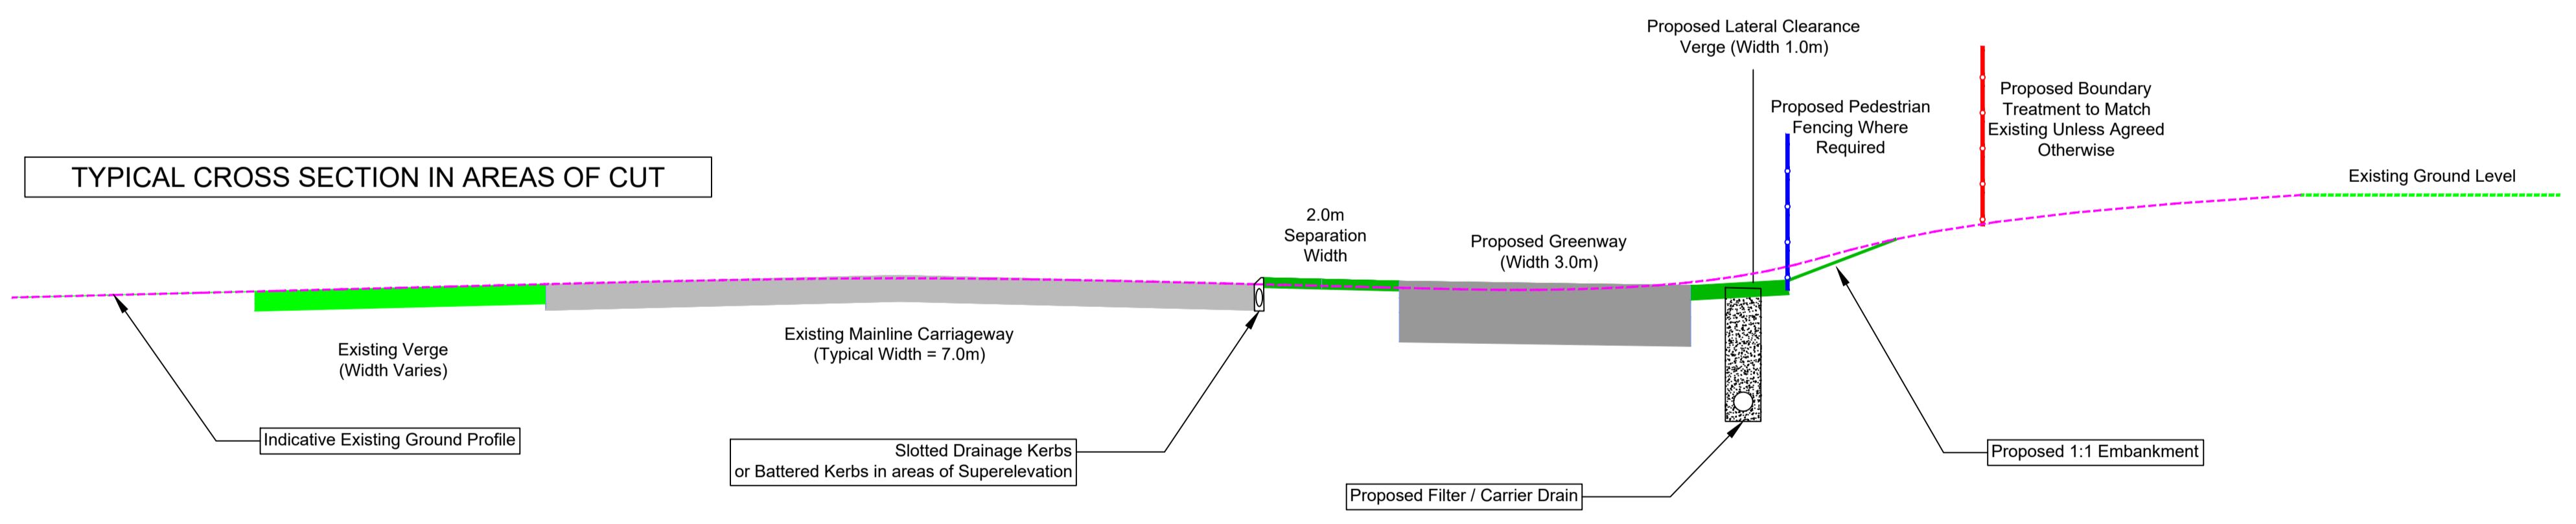 TYPICAL CROSS SECTION IN AREAS OF CUT
Proposed Lateral Clearance
Verge (Width 1.0m)
Proposed Pedestrian
Fencing Where
Required
Proposed Boundary
Treatment to Match
Existing Unless Agreed
Otherwise
Existing Ground Level
2.0m
Separation
Width
Proposed Greenway
(Width 3.0m)
Existing Verge
(Width Varies)
Existing Mainline Carriageway
(Typical Width = 7.0m)
Indicative Existing Ground Profile
Slotted Drainage Kerbs
or Battered Kerbs in areas of Superelevation
Proposed Filter / Carrier Drain
Proposed 1:1 Embankment